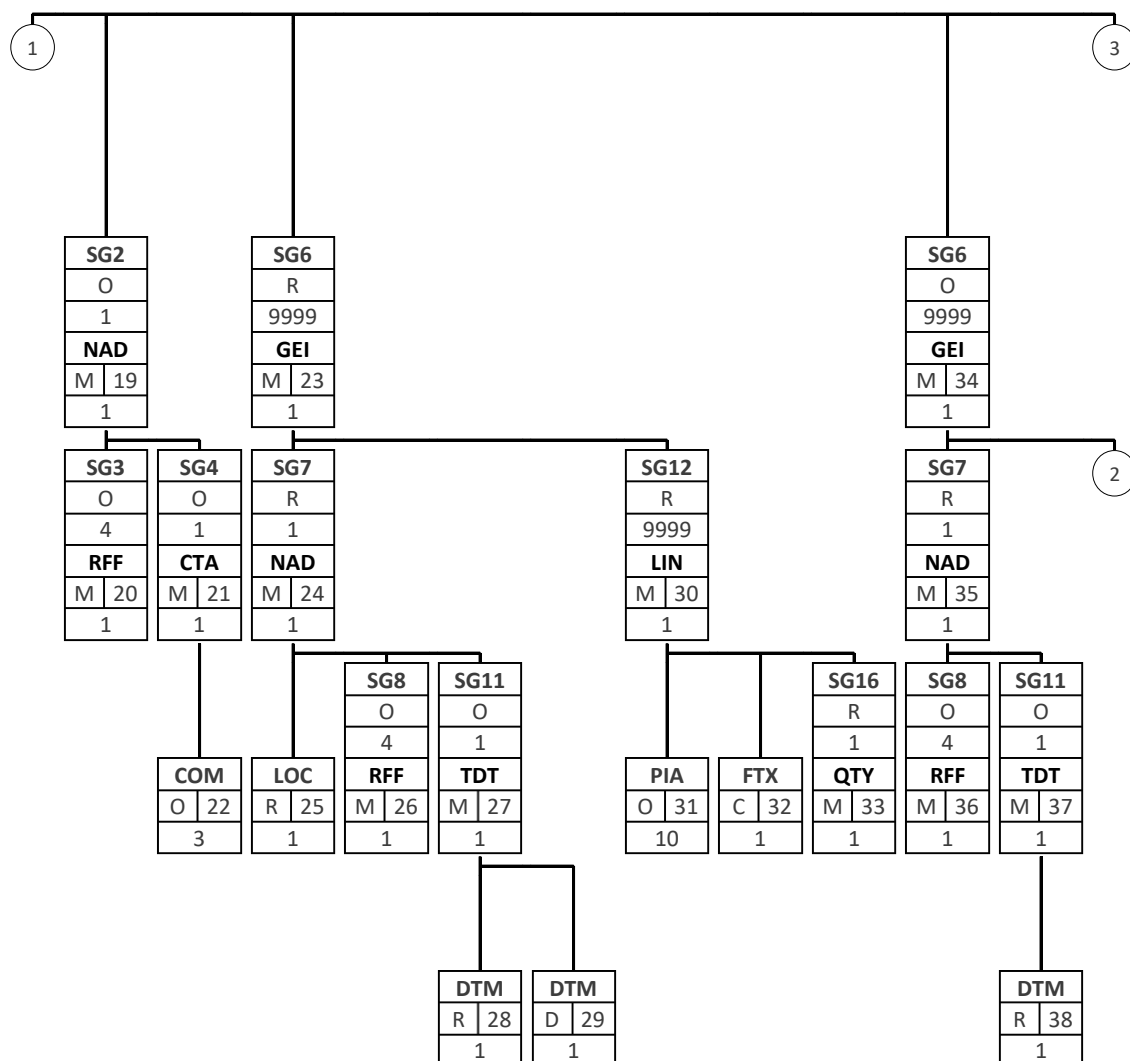 1 3
SG2 SG6 SG6
O R O
1 9999 9999
NAD GEI GEI
M 19 M 23 M 34
1 1 1
SG3 SG4 SG7 SG12 SG7 2
O O R R R
4 1 1 9999 1
RFF CTA NAD LIN NAD
M 20 M 21 M 24 M 30 M 35
1 1 1 1 1
SG8 SG11 SG16 SG8 SG11
O O R O O
4 1 1 4 1
COM LOC RFF TDT PIA FTX QTY RFF TDT
O 22 R 25 M 26 M 27 O 31 C 32 M 33 M 36 M 37
3 1 1 1 10 1 1 1 1
DTM DTM DTM
R 28 D 29 R 38
1 1 1